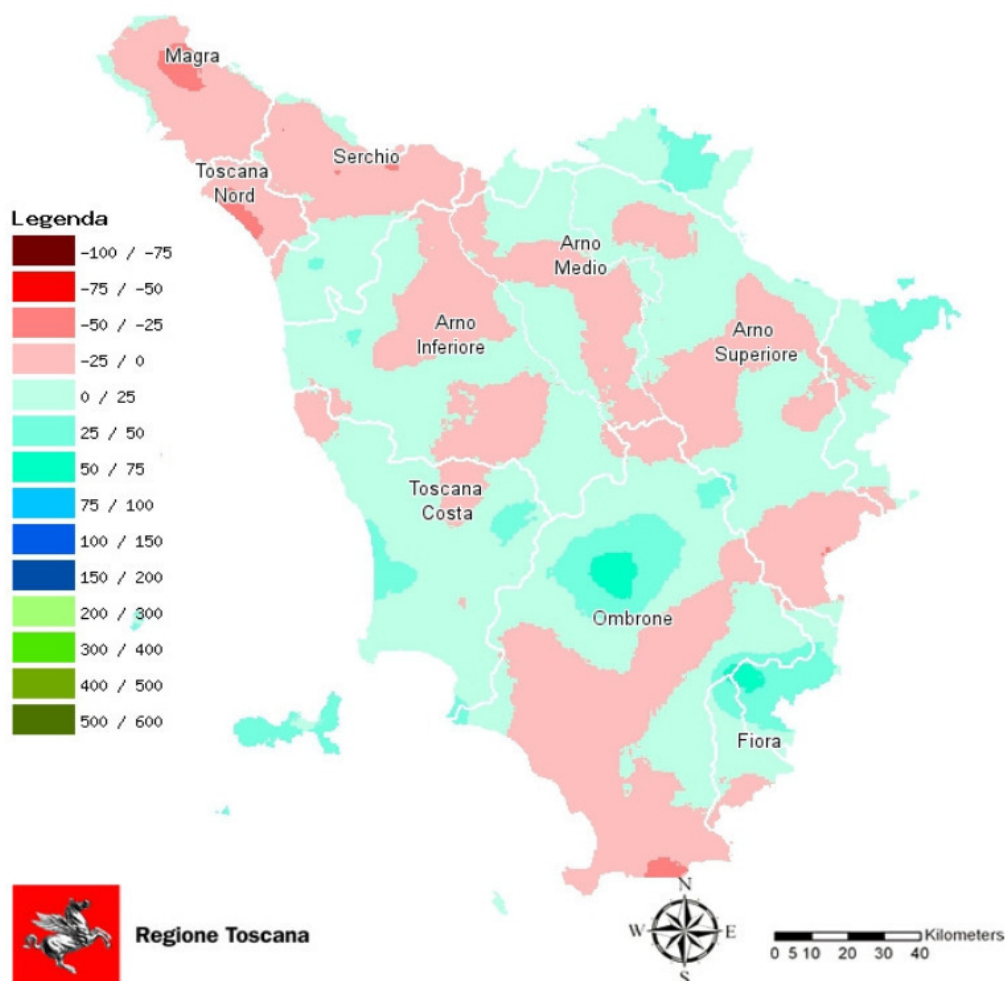 Magra
Serchio
Toscana
Nord
Legenda
-100 / -75
-75 / -50
-50 / -25
-25 / 0
0 / 25
25 / 50
50 / 75
75 / 100
100 / 150
150 / 200
200 / 300
300 / 400
400 / 500
500 / 600
Arno
Medio
Arno
Inferiore
Arno
Superiore
Toscana
Costa
Ombrone
Fiora
Regione Toscana
N
W E
S
Kilometers
0 5 10 20 30 40